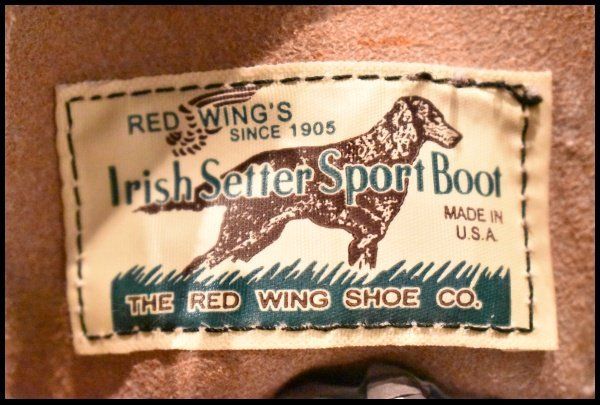 RED WING'S
SINCE 1905
Irish Setter Sport Boot
MADE IN
U.S.A.
THE RED WING SHOE CO.